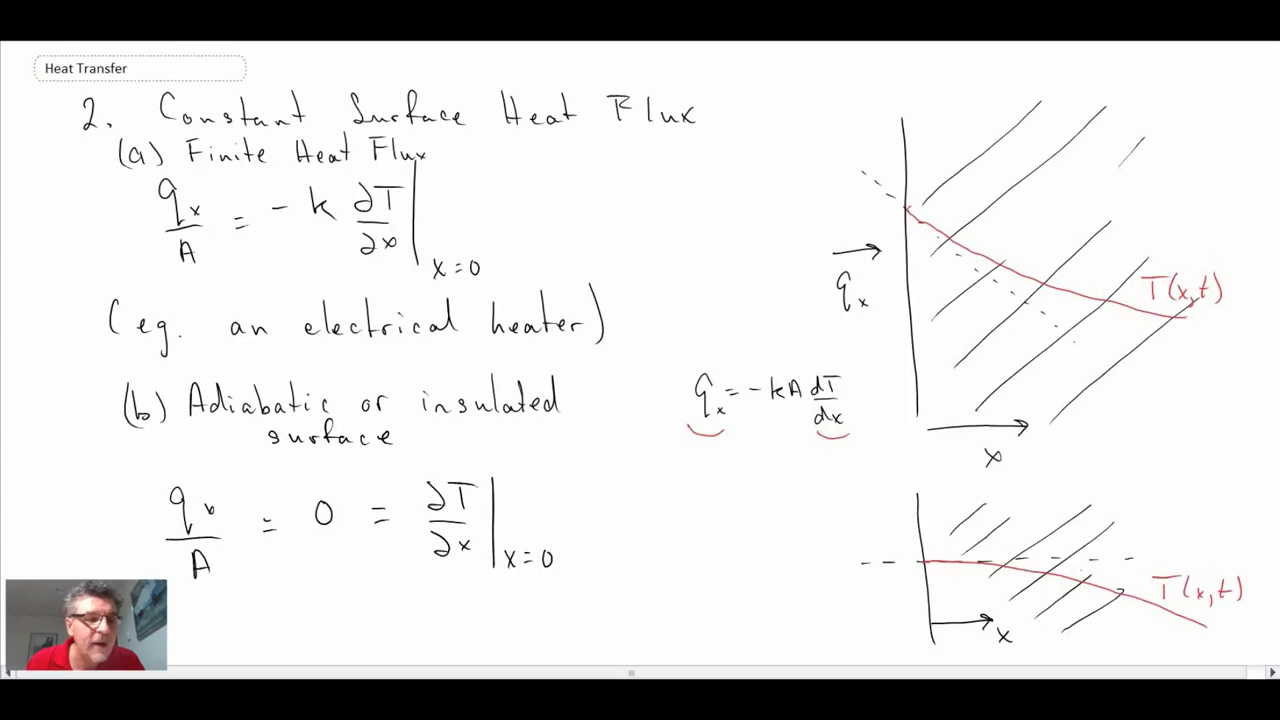 Heat Transfer
2. Constant Surface Heat Flux
(a) Finite Heat Flux
qx/A = -k ∂T/∂x |x=0
(eg. an electrical heater)
(b) Adiabatic or insulated
surface
qx/A = 0 = ∂T/∂x |x=0
qx = -kA dT/dx
qx
T(x,t)
x
T(x,t)
x